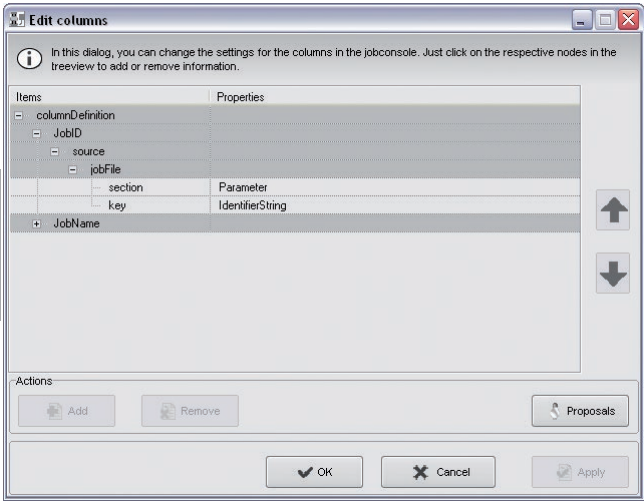 Edit columns
In this dialog, you can change the settings for the columns in the jobconsole. Just click on the respective nodes in the
treeview to add or remove information.
Items Properties
columnDefinition
JobID
source
jobFile
section Parameter
key IdentifierString
JobName
Actions
Add Remove Proposals
OK Cancel Apply